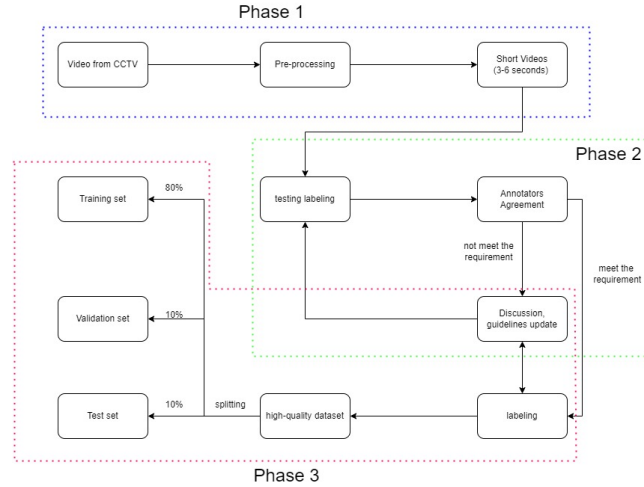 Phase 1
Video from CCTV
Pre-processing
Short Videos
(3-6 seconds)
Phase 2
Training set
80%
testing labeling
Annotators
Agreement
not meet the
requirement
meet the
requirement
Validation set
10%
Discussion,
guidelines update
Test set
10%
splitting
high-quality dataset
labeling
Phase 3